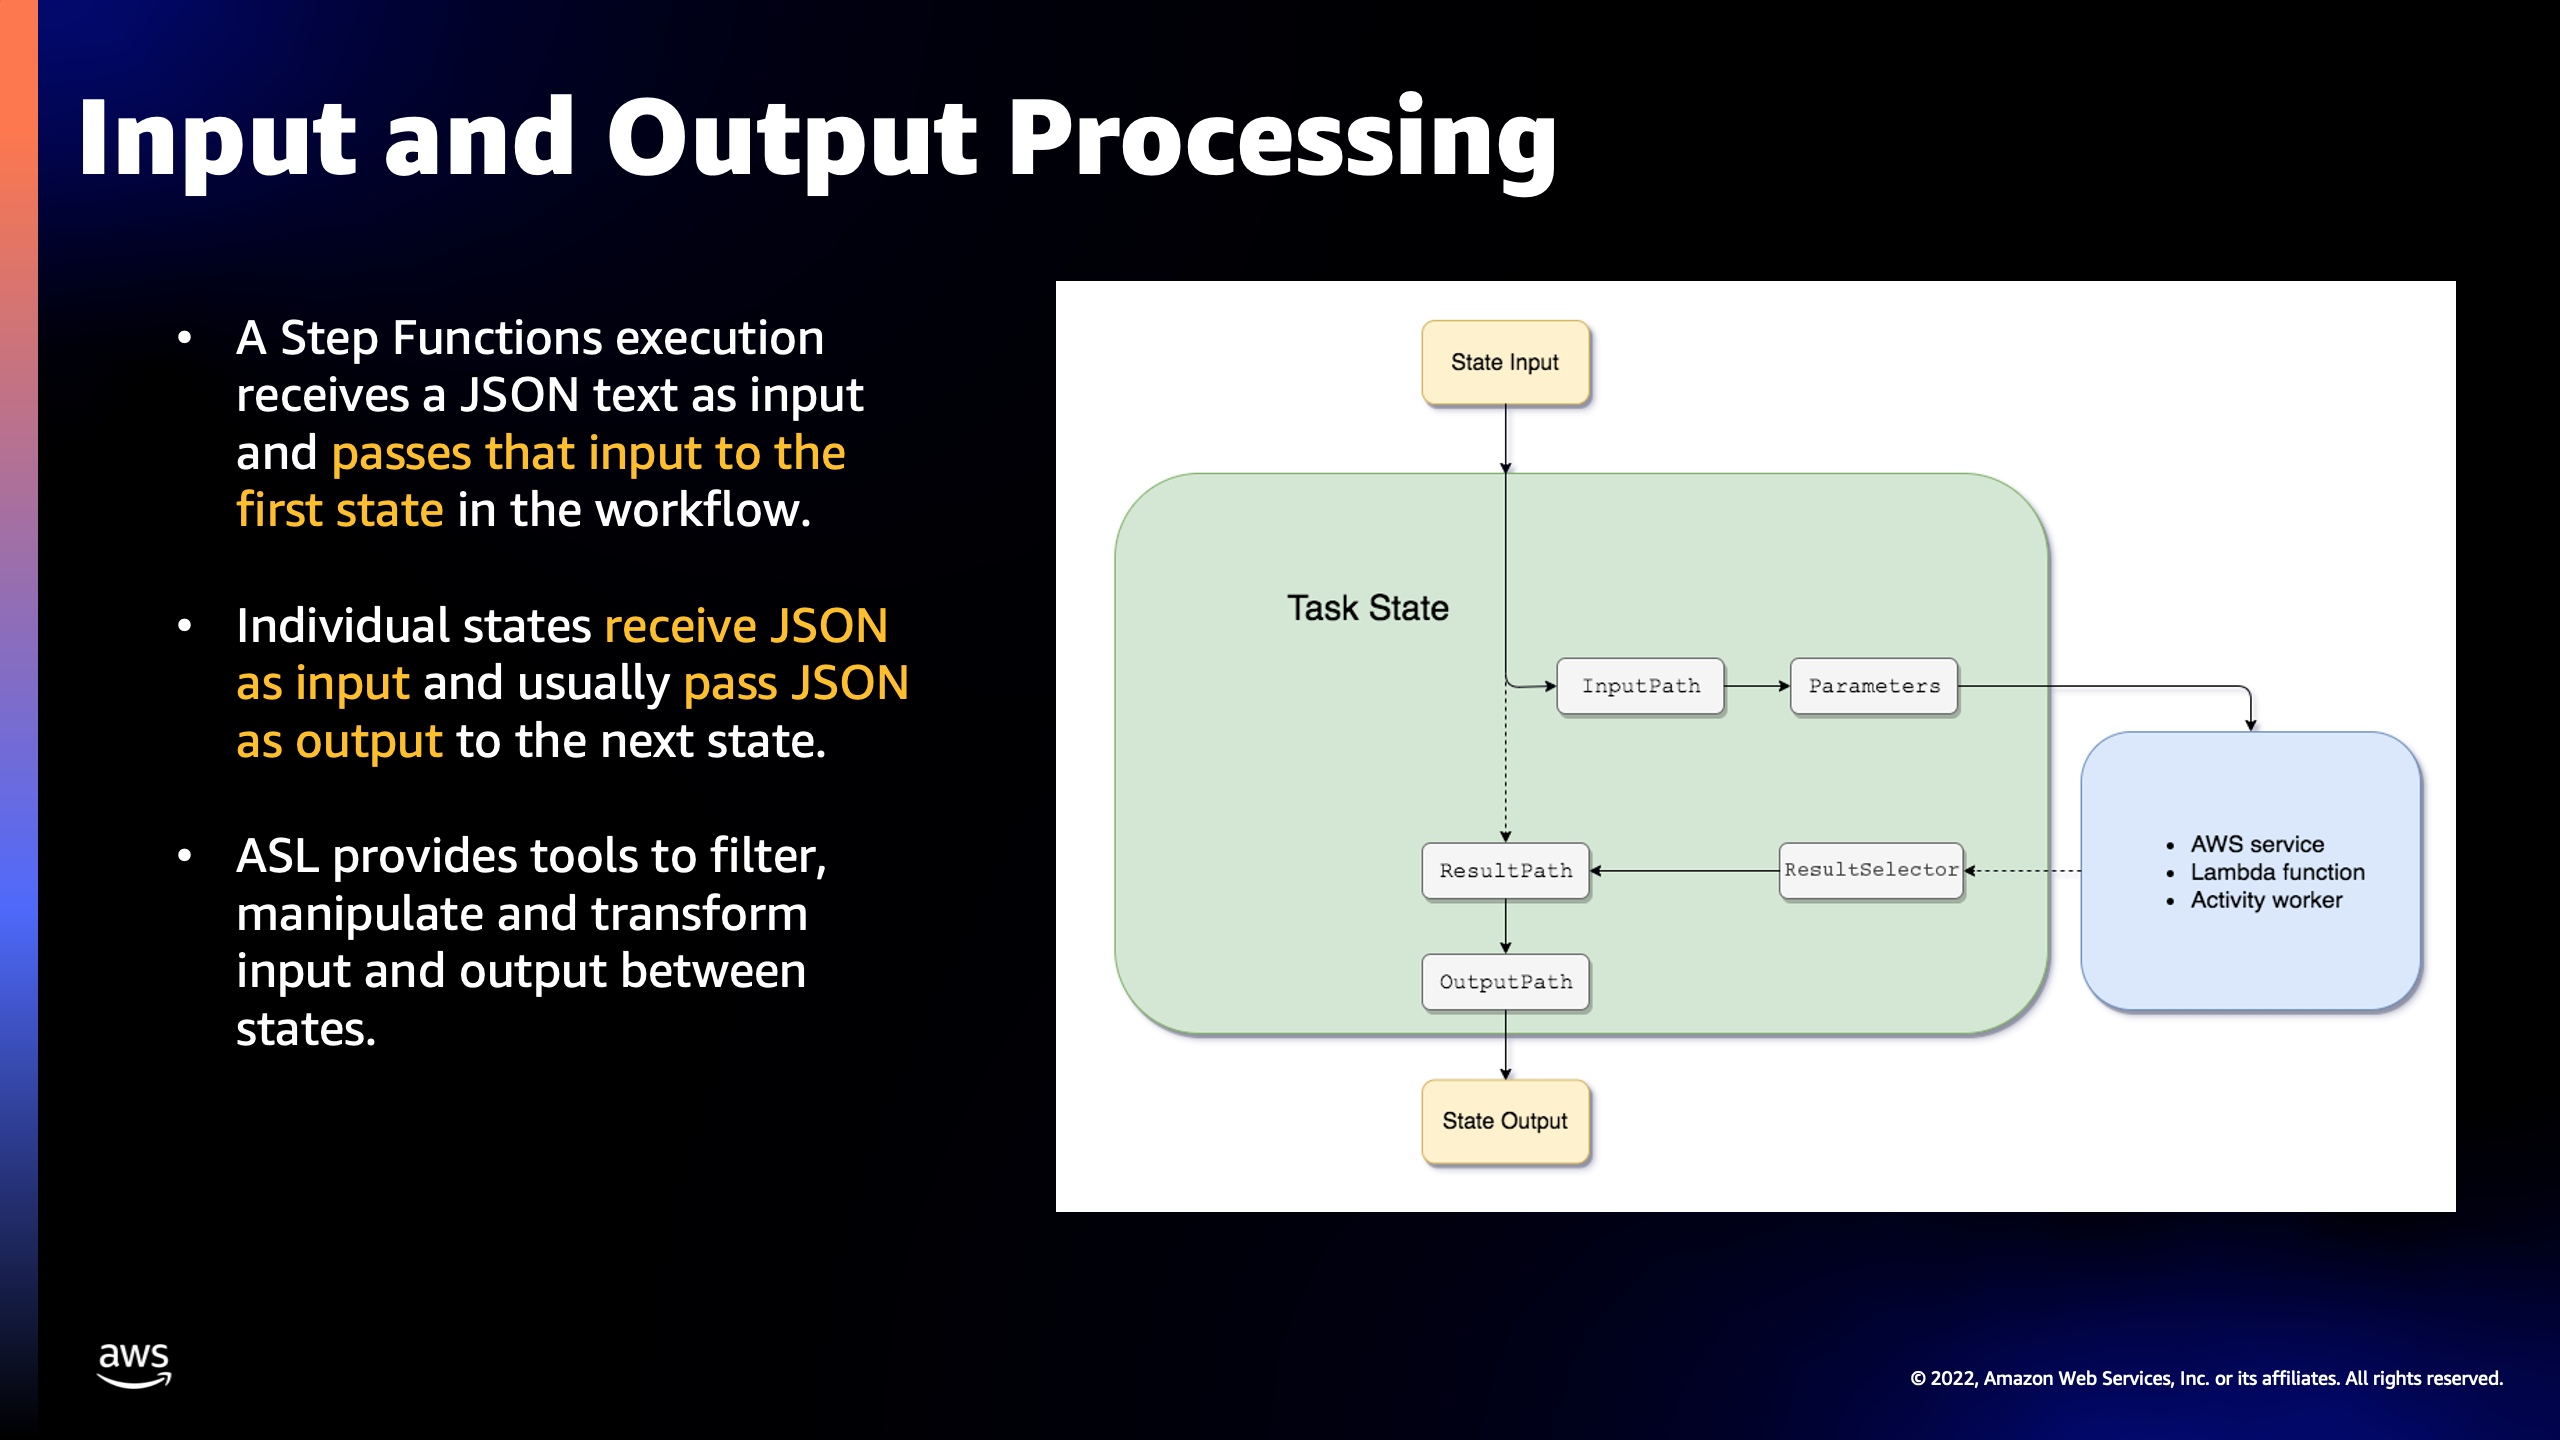 Input and Output Processing
• A Step Functions execution
receives a JSON text as input
and passes that input to the
first state in the workflow.
• Individual states receive JSON
as input and usually pass JSON
as output to the next state.
• ASL provides tools to filter,
manipulate and transform
input and output between
states.
State Input
Task State
InputPath
Parameters
• AWS service
• Lambda function
• Activity worker
ResultSelector
ResultPath
OutputPath
State Output
aws
© 2022, Amazon Web Services, Inc. or its affiliates. All rights reserved.